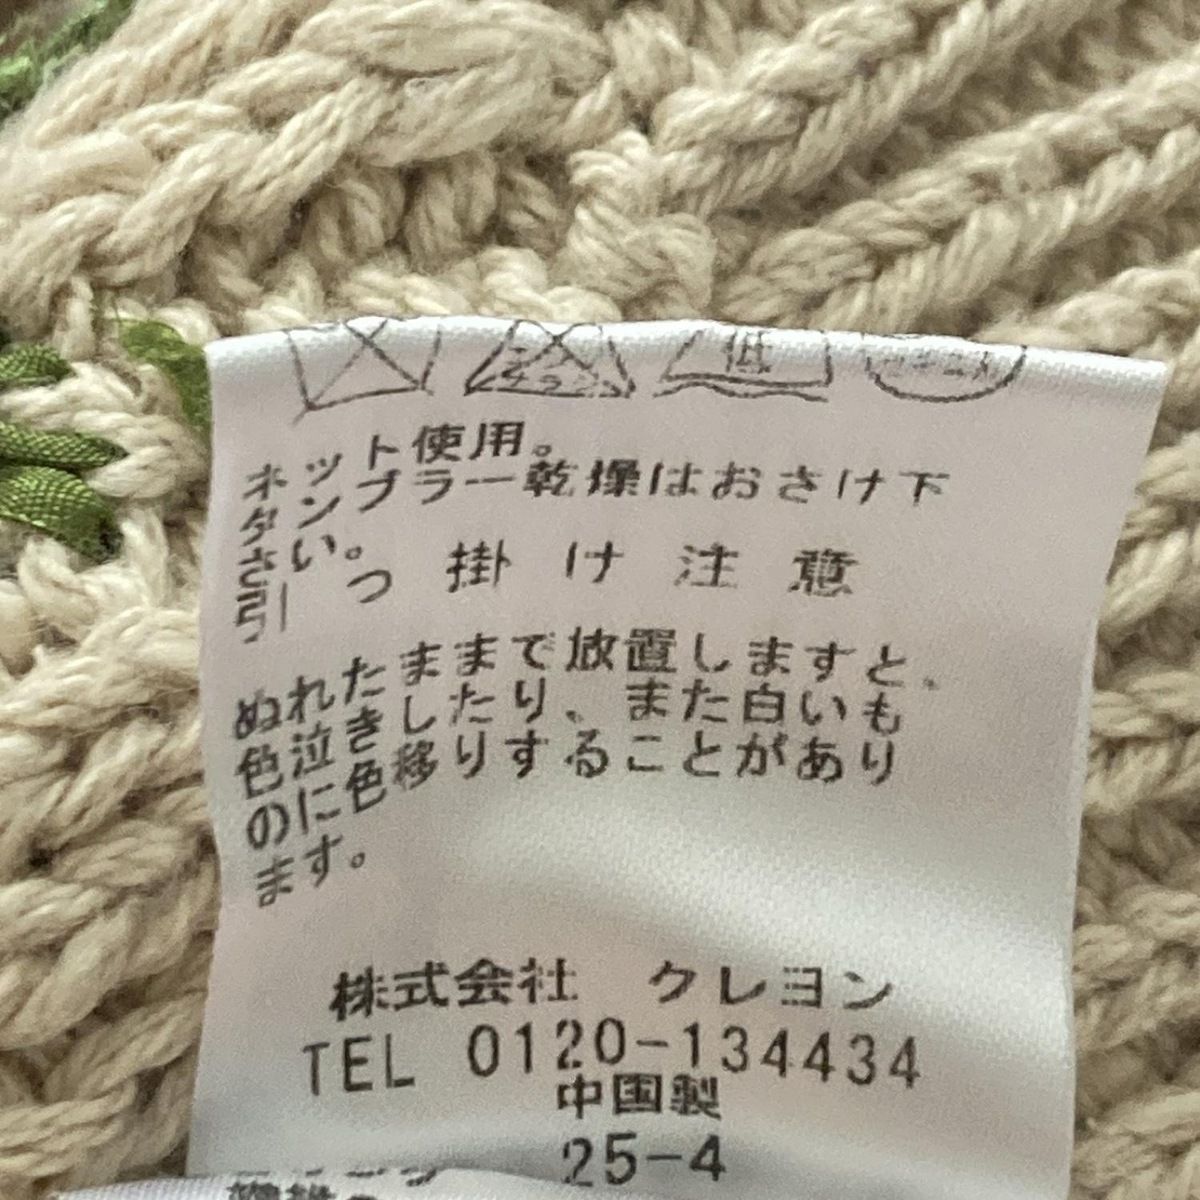 低
ネット使用。
タンブラー乾燥はおさけ下
さい。
引っ掛け注意
ぬれたままで放置しますと、
色泣きしたり、また白いも
のに色移りすることがあり
ます。
株式会社 クレヨン
TEL 0120-134434
中国製
25-4